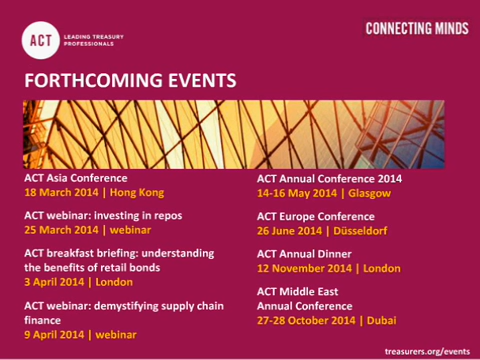 ACT
LEADING TREASURY
PROFESSIONALS
CONNECTING MINDS
FORTHCOMING EVENTS
ACT Asia Conference
18 March 2014 | Hong Kong
ACT webinar: investing in repos
25 March 2014 | webinar
ACT breakfast briefing: understanding
the benefits of retail bonds
3 April 2014 | London
ACT webinar: demystifying supply chain
finance
9 April 2014 | webinar
ACT Annual Conference 2014
14-16 May 2014 | Glasgow
ACT Europe Conference
26 June 2014 | Düsseldorf
ACT Annual Dinner
12 November 2014 | London
ACT Middle East
Annual Conference
27-28 October 2014 | Dubai
treasurers.org/events